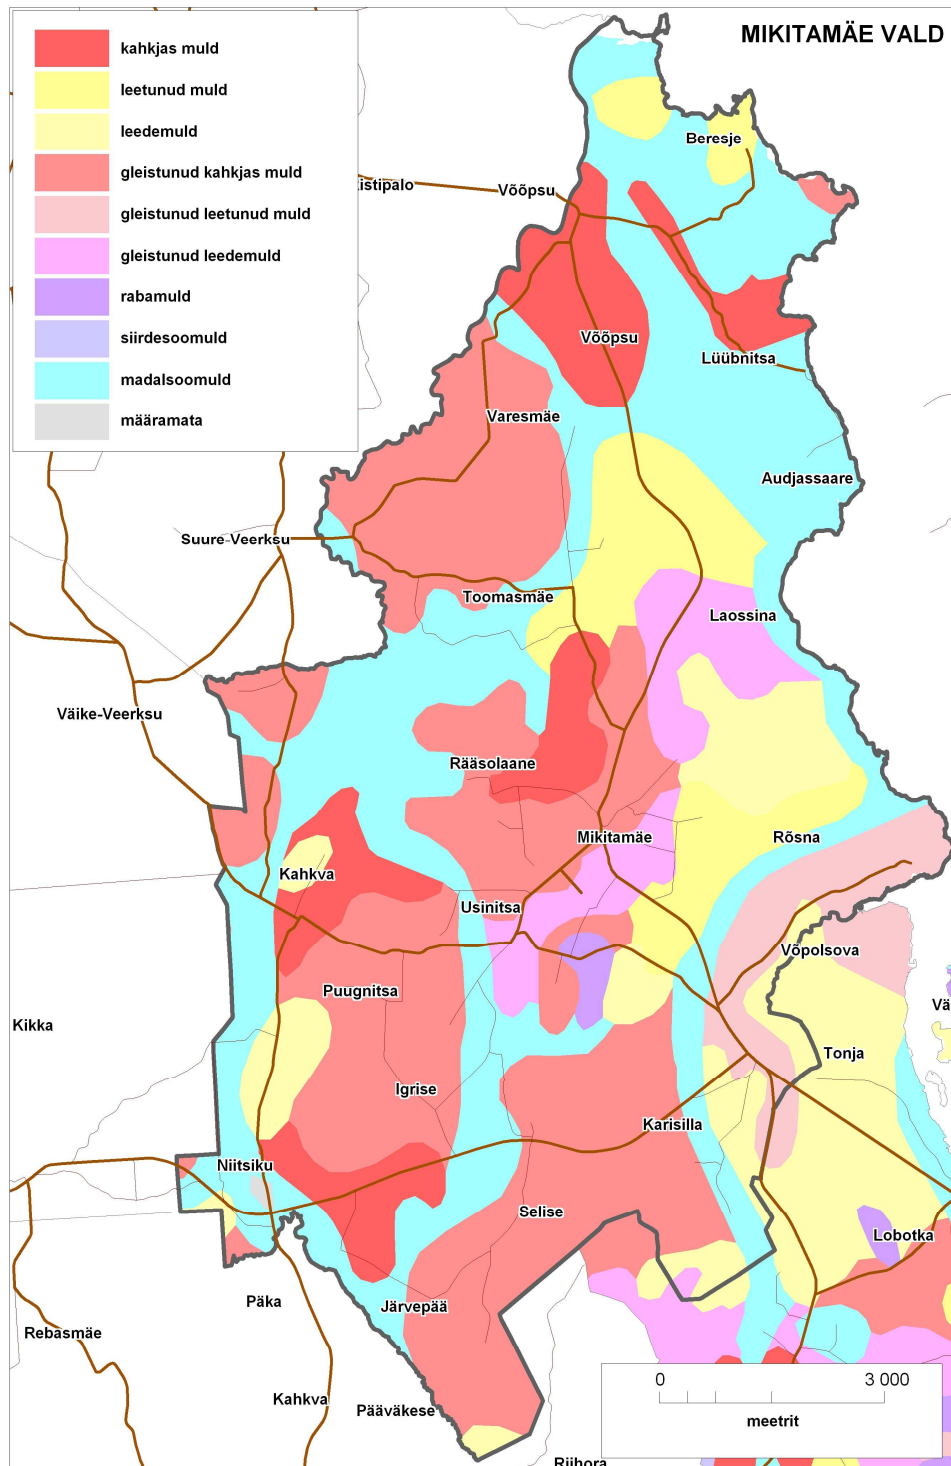 MIKITAMÄE VALD
kahkjas muld
leetunud muld
leedemuld
gleistunud kahkjas muld
gleistunud leetunud muld
gleistunud leedemuld
rabamuld
siirdesoomuld
madalsoomuld
määramata
Beresje
istipalo
Võõpsu
Võõpsu
Lüübnitsa
Varesmäe
Audjassaare
Suure-Veerksu
Toomasmäe
Laossina
Väike-Veerksu
Rääsolaane
Mikitamäe
Rõsna
Kahkva
Usinitsa
Võpolsova
Puugnitsa
Vä
Kikka
Tonja
Igrise
Karisilla
Niitsiku
Selise
Lobotka
Päka
Järvepää
Rebasmäe
Kahkva
Pääväkese
0 3 000
meetrit
Riihora